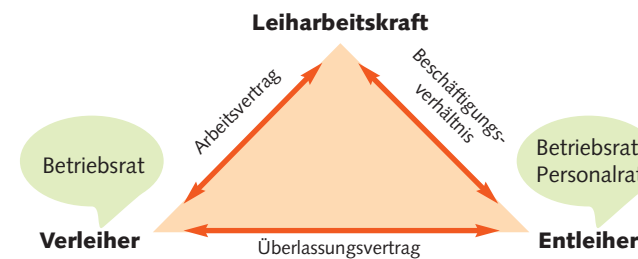 Leiharbeitskraft
Arbeitsvertrag
Beschäftigungs-
verhältnis
Betriebsrat
Betriebsrat
Personalrat
Verleiher
Überlassungsvertrag
Entleiher